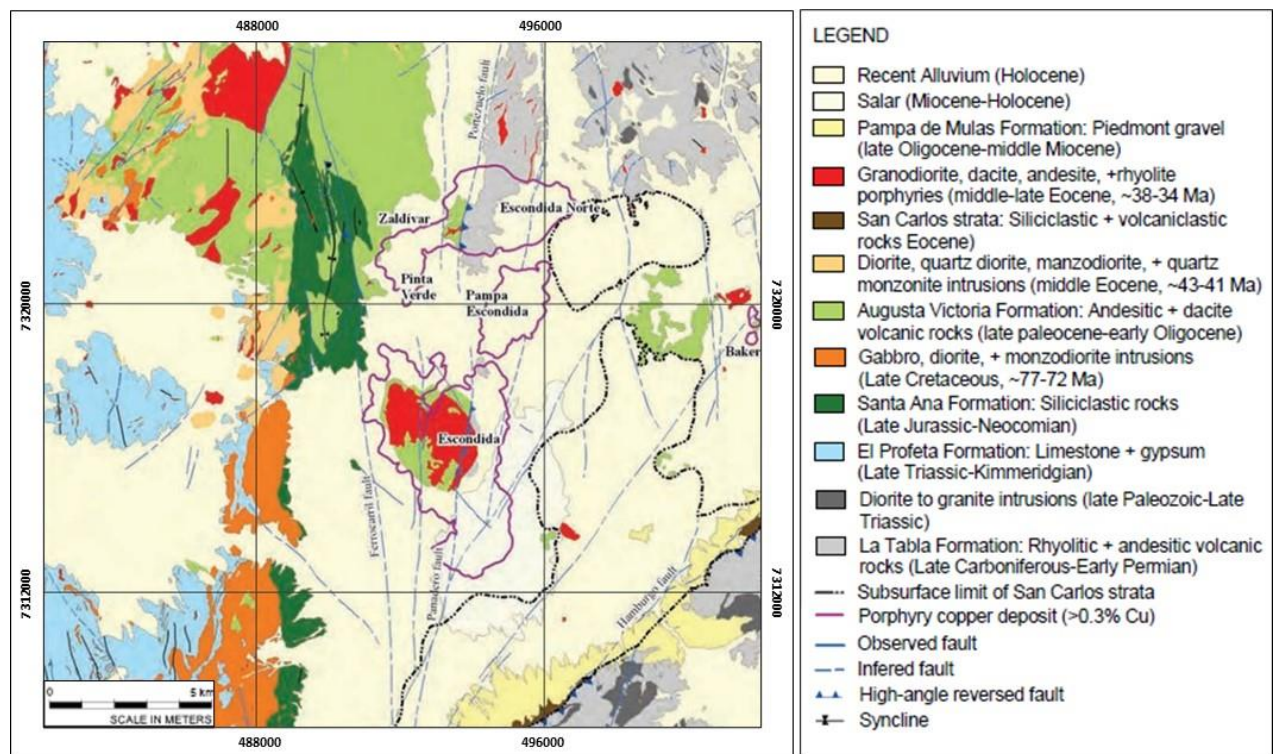 488000
496000
Portezuelo fault
Zaldívar
Escondida Norte
Pinta
Verde
Pampa
Escondida
7320000
7320000
Baker
Escondida
Ferrocarril fault
Panadero fault
Hamburgo fault
7312000
7312000
0 5 km
SCALE IN METERS
488000
496000
LEGEND
Recent Alluvium (Holocene)
Salar (Miocene-Holocene)
Pampa de Mulas Formation: Piedmont gravel
(late Oligocene-middle Miocene)
Granodiorite, dacite, andesite, +rhyolite
porphyries (middle-late Eocene, ~38-34 Ma)
San Carlos strata: Siliciclastic + volcaniclastic
rocks Eocene)
Diorite, quartz diorite, manzodiorite, + quartz
monzonite intrusions (middle Eocene, ~43-41 Ma)
Augusta Victoria Formation: Andesitic + dacite
volcanic rocks (late paleocene-early Oligocene)
Gabbro, diorite, + monzodiorite intrusions
(Late Cretaceous, ~77-72 Ma)
Santa Ana Formation: Siliciclastic rocks
(Late Jurassic-Neocomian)
El Profeta Formation: Limestone + gypsum
(Late Triassic-Kimmeridgian)
Diorite to granite intrusions (late Paleozoic-Late
Triassic)
La Tabla Formation: Rhyolitic + andesitic volcanic
rocks (Late Carboniferous-Early Permian)
Subsurface limit of San Carlos strata
Porphyry copper deposit (>0.3% Cu)
Observed fault
Infered fault
High-angle reversed fault
Syncline